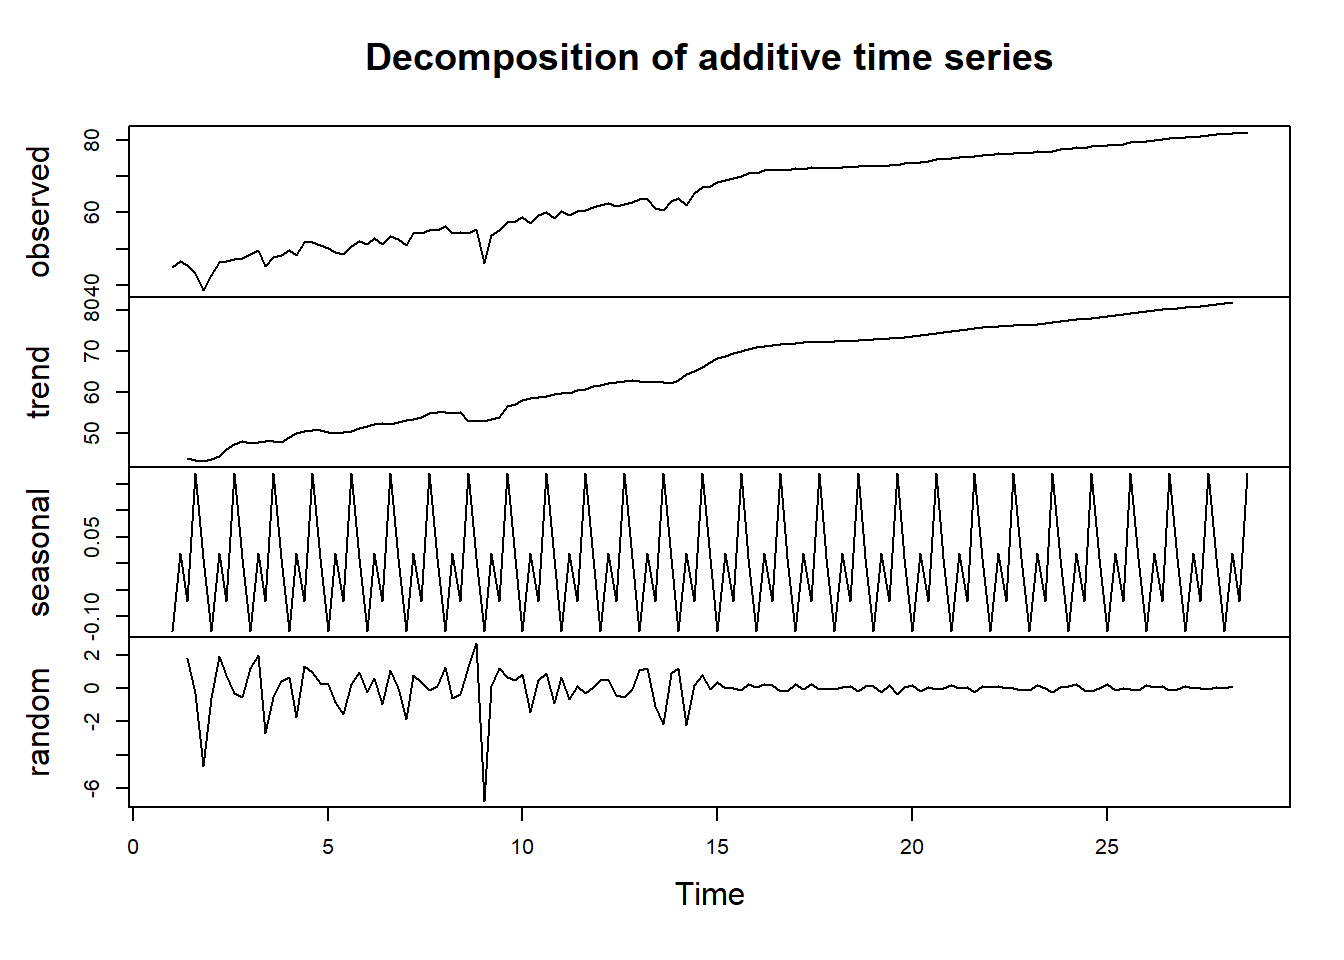 Decomposition of additive time series
observed
40 60 80
trend
50 60 70 80
seasonal
-0.10 0.05
random
-6 -2 0 2
0 5 10 15 20 25
Time